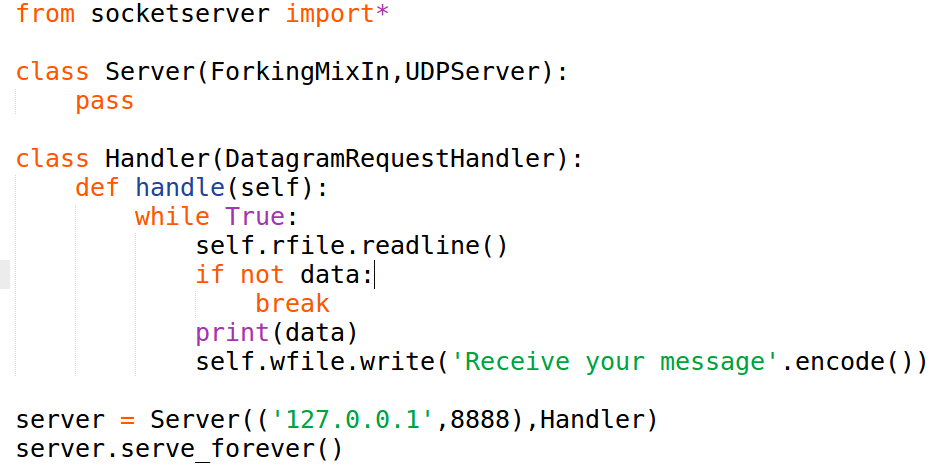 from socketserver import*
class Server(ForkingMixIn,UDPServer):
    pass
class Handler(DatagramRequestHandler):
    def handle(self):
        while True:
            self.rfile.readline()
            if not data:
                break
            print(data)
            self.wfile.write('Receive your message'.encode())
server = Server(('127.0.0.1',8888),Handler)
server.serve_forever()